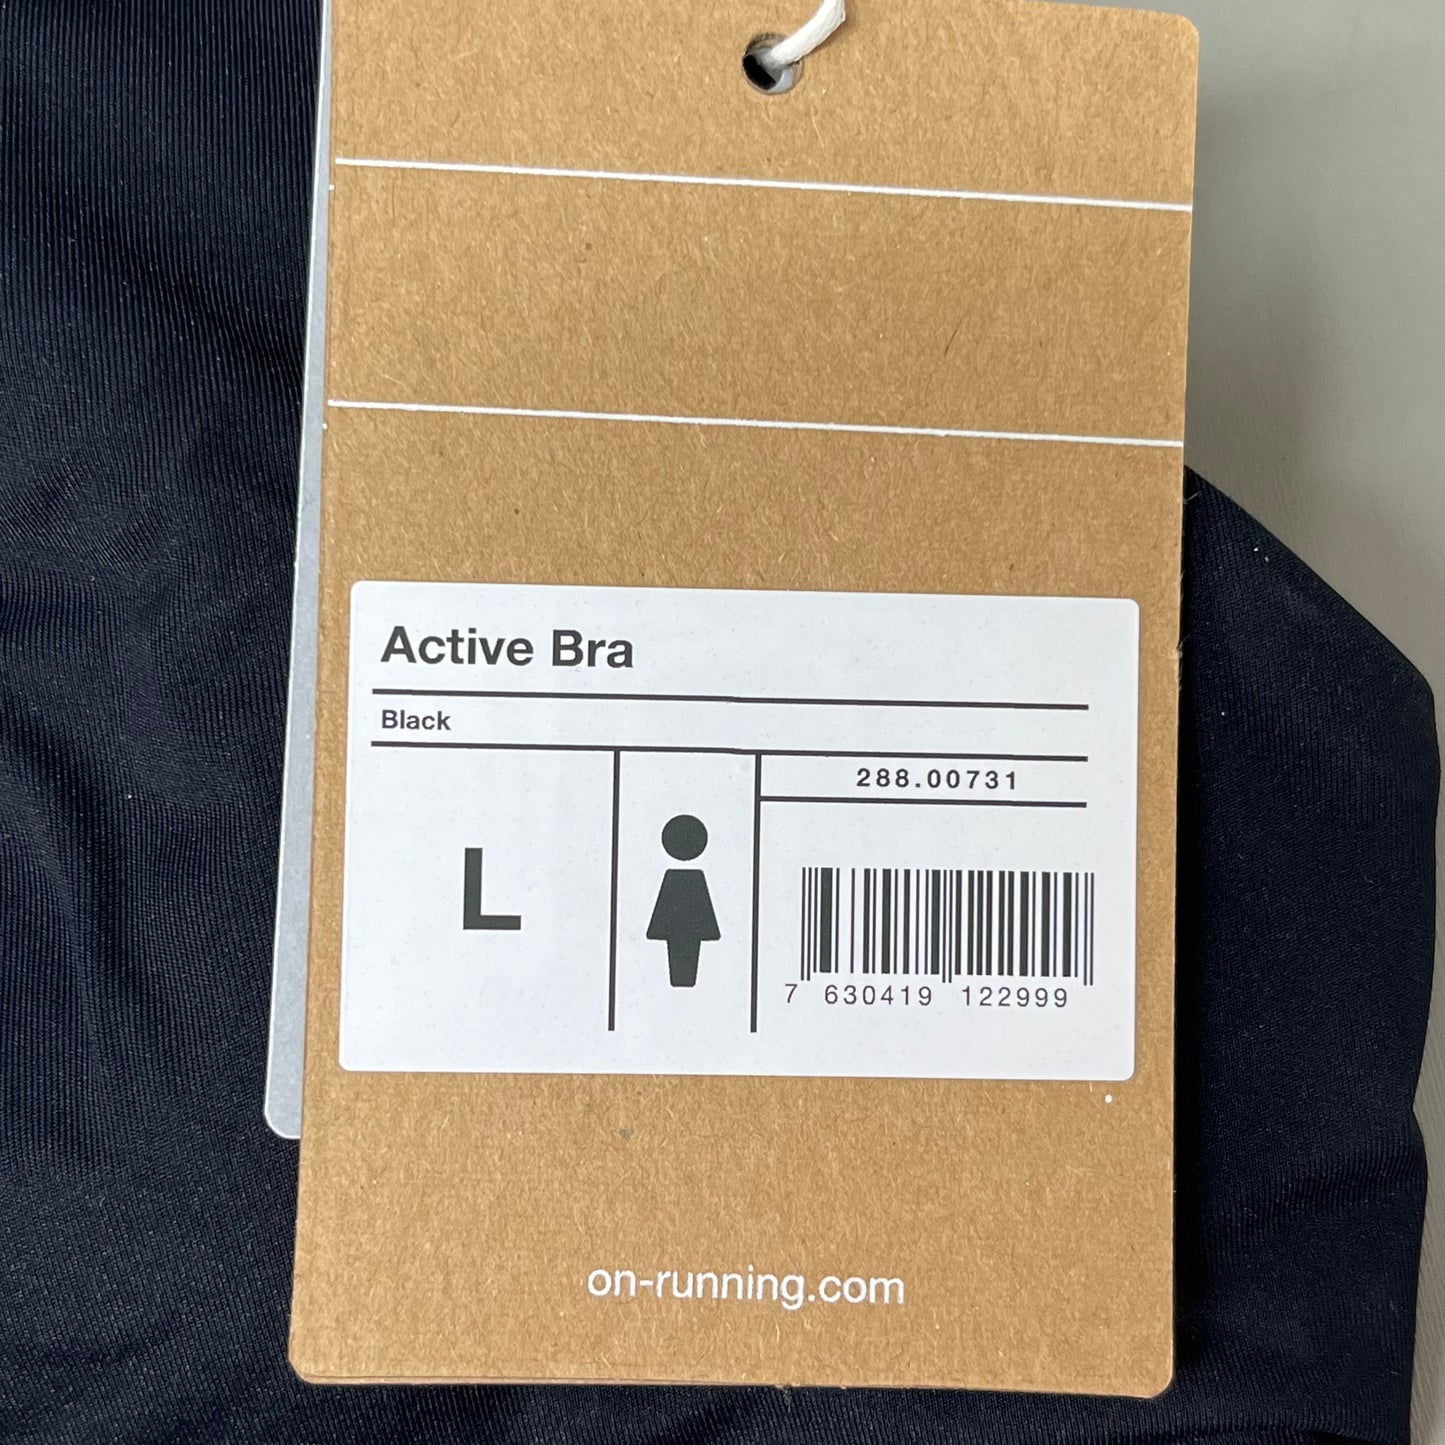 Active Bra
Black
288.00731
L
7 630419 122999
on-running.com